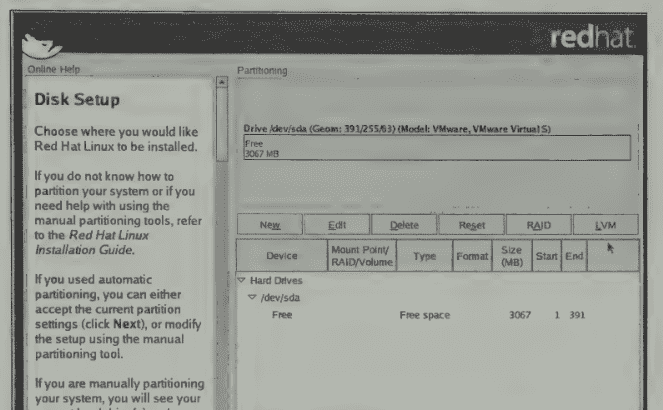 redhat.
Online Help
Disk Setup
Choose where you would like
Red Hat Linux to be installed.
If you do not know how to
partition your system or if you
need help with using the
manual partitioning tools, refer
to the Red Hat Linux
Installation Guide.
If you used automatic
partitioning, you can either
accept the current partition
settings (click Next), or modify
the setup using the manual
partitioning tool.
If you are manually partitioning
your system, you will see your
Partitioning
Drive /dev/sda (Geom: 391/255/63) (Model: VMware, VMware Virtual S)
Free
3067 MB
New Edit Delete Reset RAID LVM
Device Mount Point/ RAID/Volume Type Format Size (MB) Start End
Hard Drives
/dev/sda
Free Free space 3067 1 391